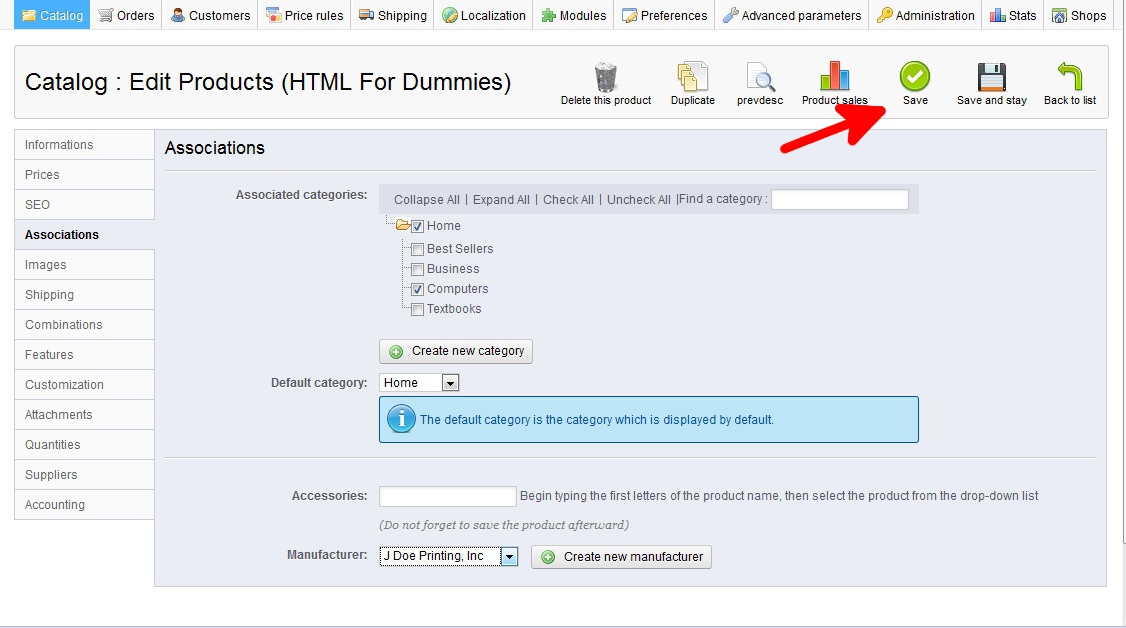 Catalog Orders Customers Price rules Shipping Localization Modules Preferences Advanced parameters Administration Stats Shops
Catalog : Edit Products (HTML For Dummies)
Delete this product Duplicate prevdesc Product sales Save Save and stay Back to list
Informations
Prices
SEO
Associations
Images
Shipping
Combinations
Features
Customization
Attachments
Quantities
Suppliers
Accounting
Associations
Associated categories: Collapse All | Expand All | Check All | Uncheck All |Find a category :
Home
Best Sellers
Business
Computers
Textbooks
Create new category
Default category: Home
i The default category is the category which is displayed by default.
Accessories: Begin typing the first letters of the product name, then select the product from the drop-down list
(Do not forget to save the product afterward)
Manufacturer: J Doe Printing, Inc Create new manufacturer